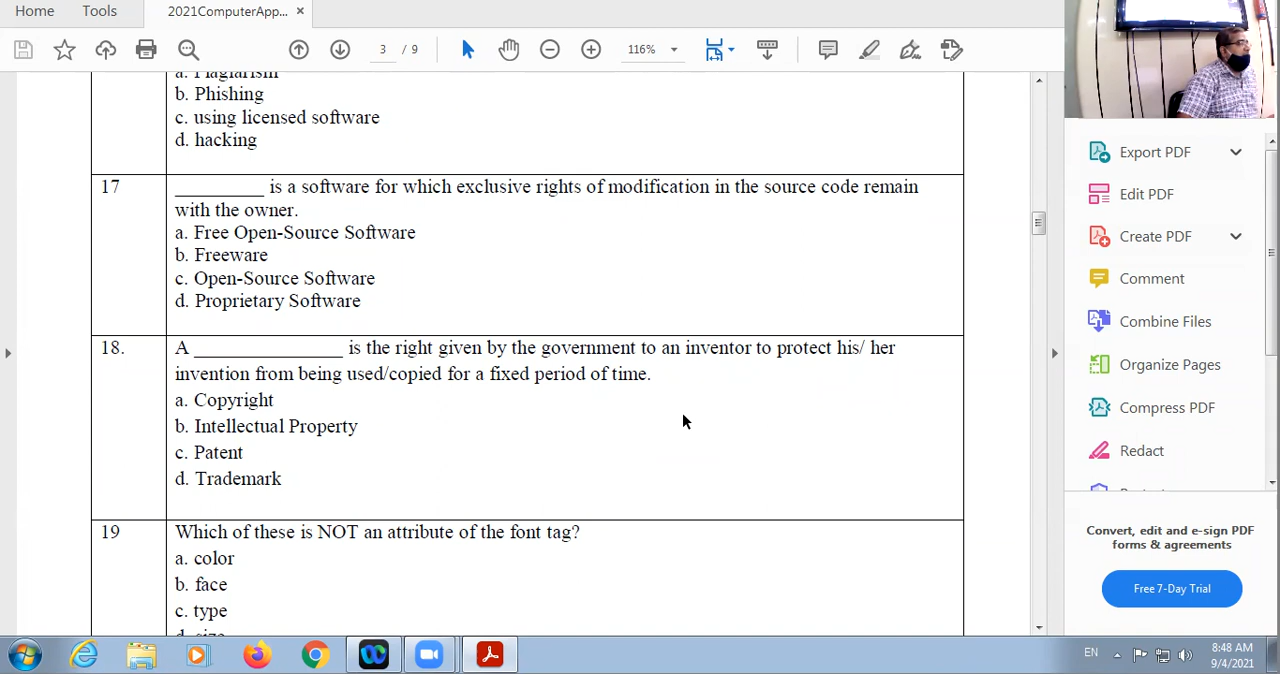 Home
Tools
2021ComputerApp... ×
3 / 9
116%
a. Plagiarism
b. Phishing
c. using licensed software
d. hacking
17
_________ is a software for which exclusive rights of modification in the source code remain
with the owner.
a. Free Open-Source Software
b. Freeware
c. Open-Source Software
d. Proprietary Software
18.
A _______________ is the right given by the government to an inventor to protect his/ her
invention from being used/copied for a fixed period of time.
a. Copyright
b. Intellectual Property
c. Patent
d. Trademark
19
Which of these is NOT an attribute of the font tag?
a. color
b. face
c. type
d. size
Export PDF
Edit PDF
Create PDF
Comment
Combine Files
Organize Pages
Compress PDF
Redact
Convert, edit and e-sign PDF
forms & agreements
Free 7-Day Trial
EN
8:48 AM
9/4/2021